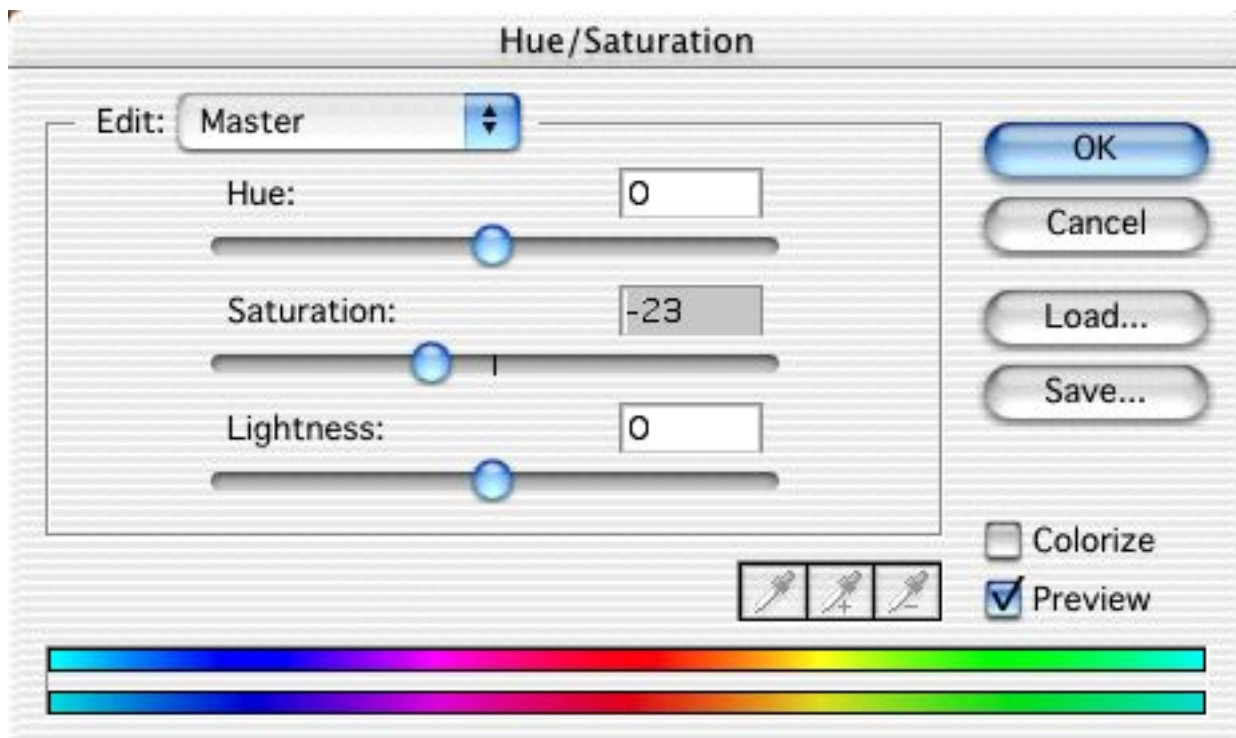 Hue/Saturation
Edit: Master
Hue: 0
Saturation: -23
Lightness: 0
OK
Cancel
Load...
Save...
Colorize
Preview